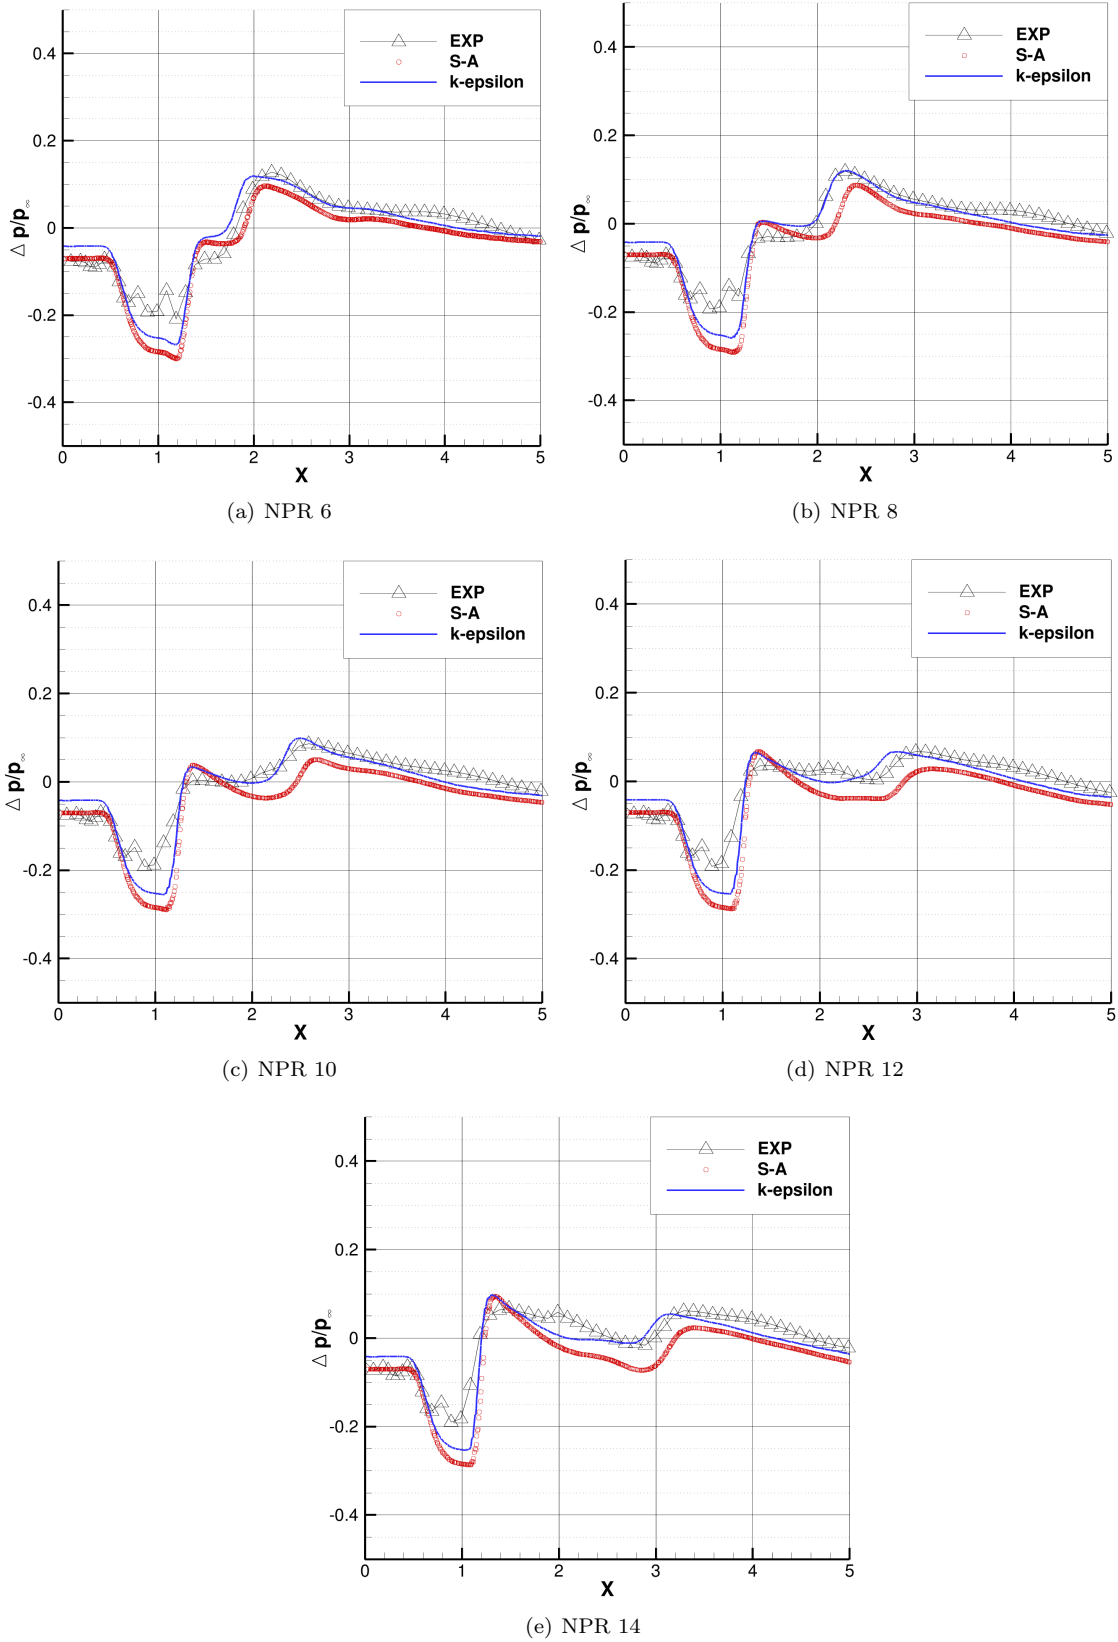 EXP
S-A
k-epsilon
0.4
0.2
0
-0.2
-0.4
Δ p/p∞
0 1 2 3 4 5
X
(a) NPR 6
EXP
S-A
k-epsilon
0.4
0.2
0
-0.2
-0.4
Δ p/p∞
0 1 2 3 4 5
X
(b) NPR 8
EXP
S-A
k-epsilon
0.4
0.2
0
-0.2
-0.4
Δ p/p∞
0 1 2 3 4 5
X
(c) NPR 10
EXP
S-A
k-epsilon
0.4
0.2
0
-0.2
-0.4
Δ p/p∞
0 1 2 3 4 5
X
(d) NPR 12
EXP
S-A
k-epsilon
0.4
0.2
0
-0.2
-0.4
Δ p/p∞
0 1 2 3 4 5
X
(e) NPR 14